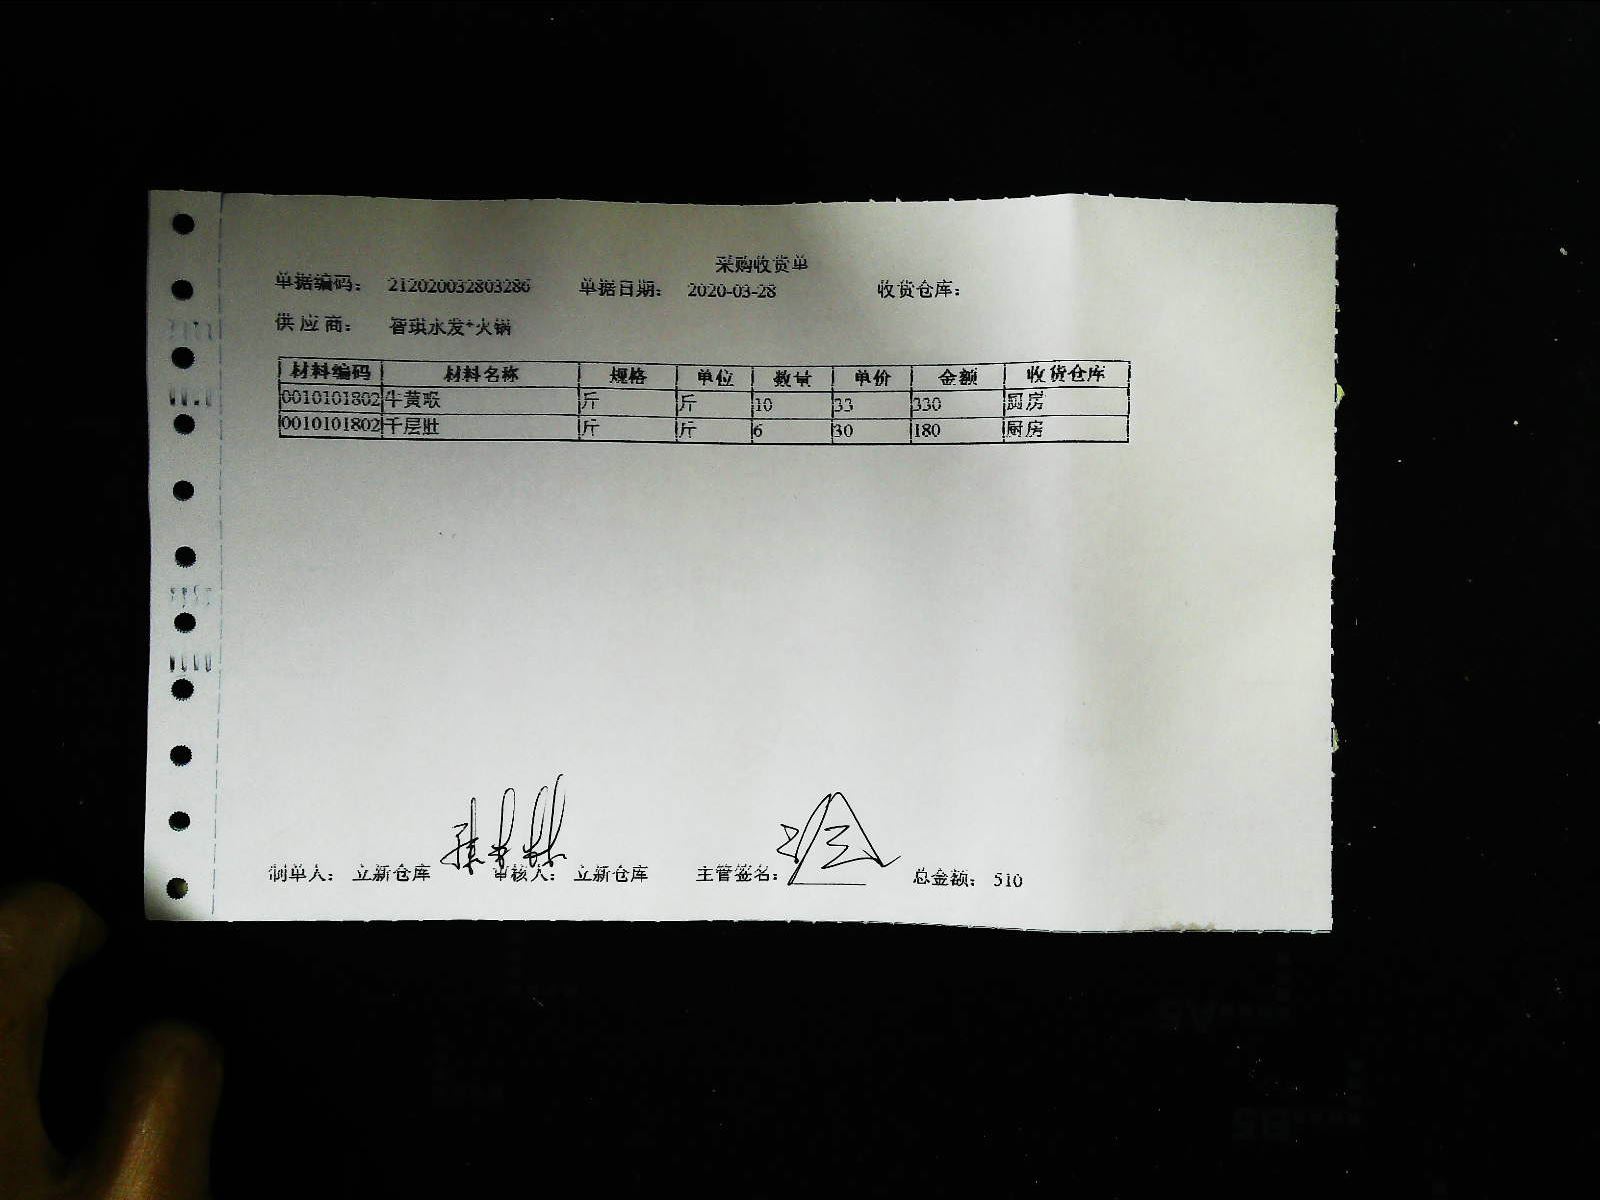 采购收货单
单据编码： 212020032803286 单据日期： 2020-03-28 收货仓库：
供 应 商： 智琪水发+火锅
材料编码 材料名称 规格 单位 数量 单价 金额 收货仓库
0010101802 牛黄喉 斤 斤 10 33 330 厨房
0010101802 千层肚 斤 斤 6 30 180 厨房
制单人： 立新仓库 审核人： 立新仓库 主管签名： 总金额： 510